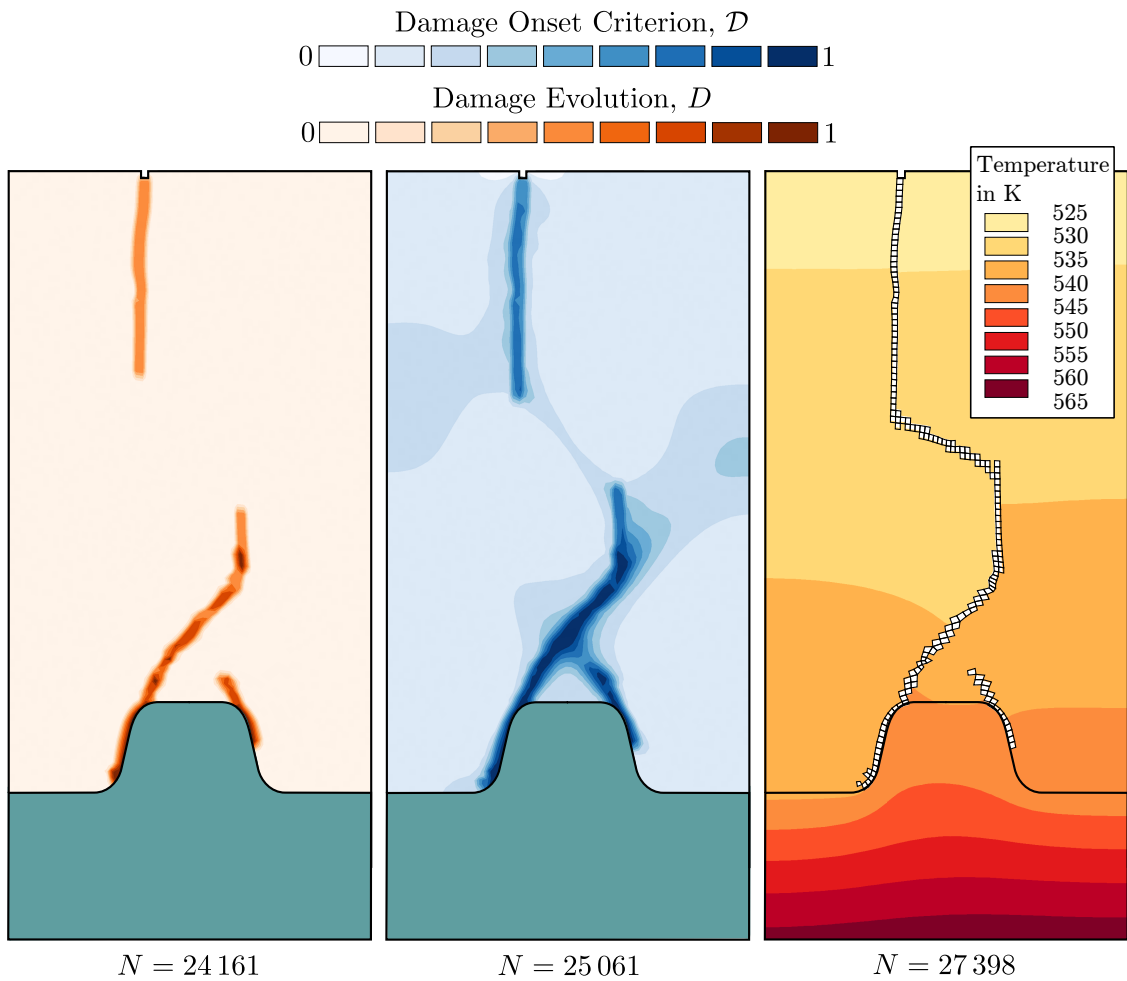 Damage Onset Criterion, 𝒟
0 1
Damage Evolution, D
0 1
Temperature
in K
525
530
535
540
545
550
555
560
565
N = 24 161
N = 25 061
N = 27 398